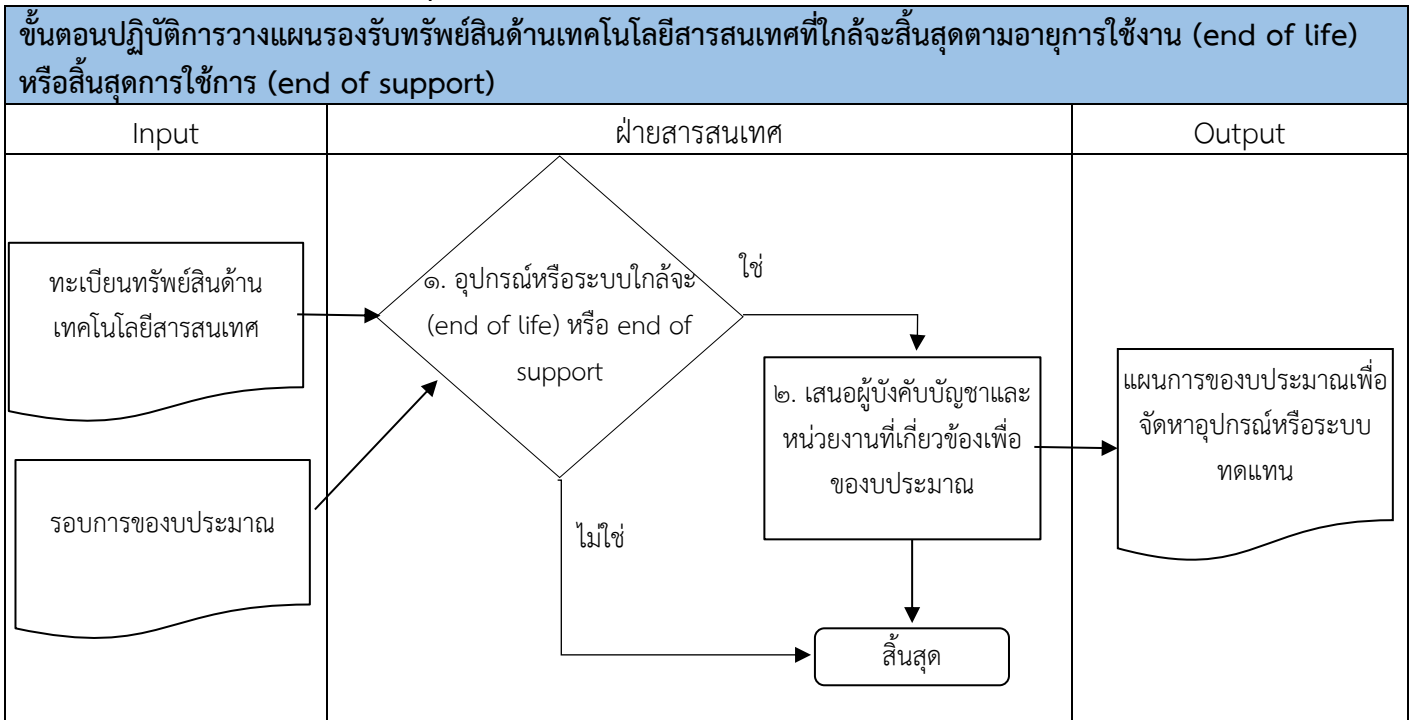 ขั้นตอนปฏิบัติการวางแผนรองรับทรัพย์สินด้านเทคโนโลยีสารสนเทศที่ใกล้จะสิ้นสุดตามอายุการใช้งาน (end of life)
หรือสิ้นสุดการใช้การ (end of support)
Input
ฝ่ายสารสนเทศ
Output
ทะเบียนทรัพย์สินด้าน
เทคโนโลยีสารสนเทศ
รอบการของบประมาณ
๑. อุปกรณ์หรือระบบใกล้จะ
(end of life) หรือ end of
support
ใช่
ไม่ใช่
๒. เสนอผู้บังคับบัญชาและ
หน่วยงานที่เกี่ยวข้องเพื่อ
ของบประมาณ
สิ้นสุด
แผนการของบประมาณเพื่อ
จัดหาอุปกรณ์หรือระบบ
ทดแทน